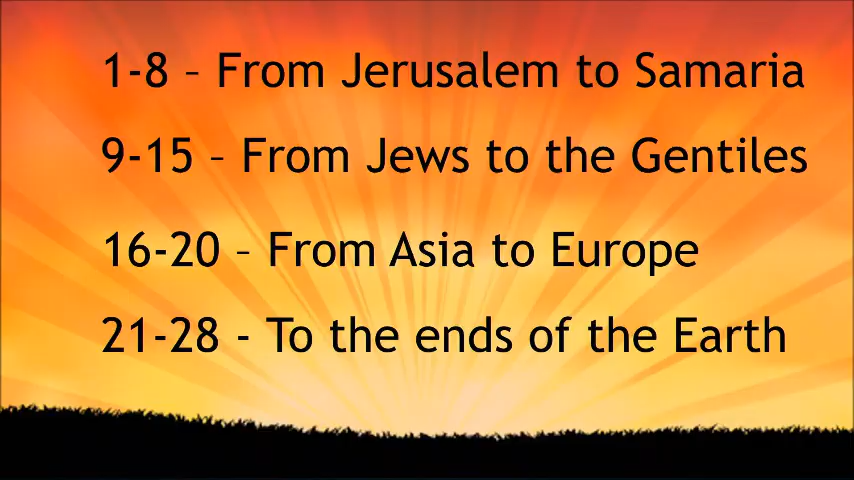 1-8 – From Jerusalem to Samaria
9-15 – From Jews to the Gentiles
16-20 – From Asia to Europe
21-28 - To the ends of the Earth